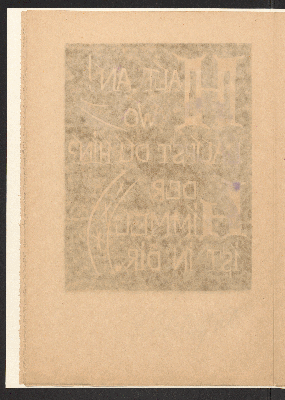 HALT AN!
WO
LAUFST DU HIN?
DER
HIMMEL
IST IN DIR